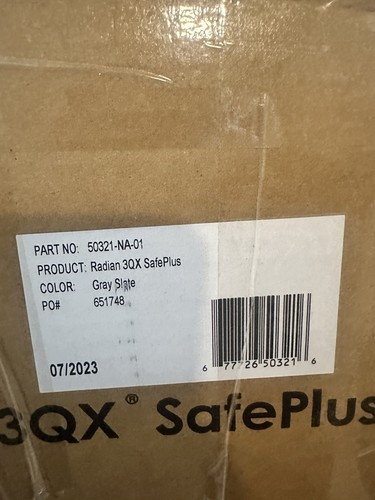 PART NO: 50321-NA-01
PRODUCT: Radian 3QX SafePlus
COLOR: Gray Slate
PO# 651748
07/2023
6 77726 50321 6
3QX® SafePlus